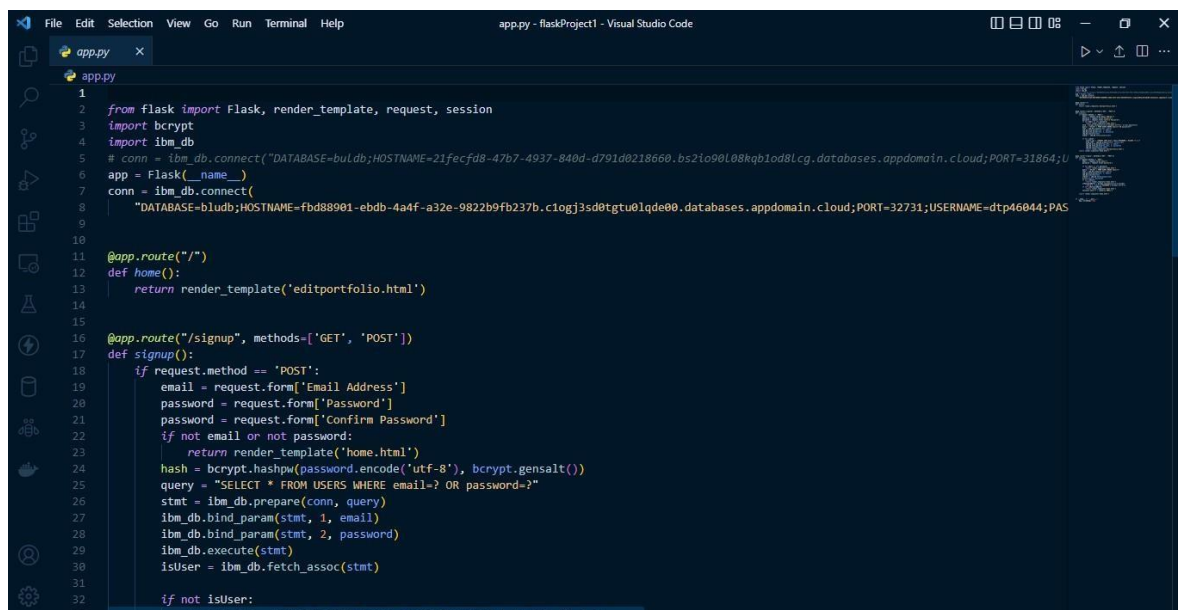 File Edit Selection View Go Run Terminal Help app.py - flaskProject1 - Visual Studio Code
app.py
app.py
1
2 from flask import Flask, render_template, request, session
3 import bcrypt
4 import ibm_db
5 # conn = ibm_db.connect("DATABASE=buldb;HOSTNAME=21fecfd8-47b7-4937-840d-d791d0218660.bs2io90l08kqb1od8lcg.databases.appdomain.cloud;PORT=31864;U
6 app = Flask(__name__)
7 conn = ibm_db.connect(
8 "DATABASE=bludb;HOSTNAME=fbd88901-ebdb-4a4f-a32e-9822b9fb237b.c1ogj3sd0tgtu0lqde00.databases.appdomain.cloud;PORT=32731;USERNAME=dtp46044;PAS
9
10
11 @app.route("/")
12 def home():
13 return render_template('editportfolio.html')
14
15
16 @app.route("/signup", methods=['GET', 'POST'])
17 def signup():
18 if request.method == 'POST':
19 email = request.form['Email Address']
20 password = request.form['Password']
21 password = request.form['Confirm Password']
22 if not email or not password:
23 return render_template('home.html')
24 hash = bcrypt.hashpw(password.encode('utf-8'), bcrypt.gensalt())
25 query = "SELECT * FROM USERS WHERE email=? OR password=?"
26 stmt = ibm_db.prepare(conn, query)
27 ibm_db.bind_param(stmt, 1, email)
28 ibm_db.bind_param(stmt, 2, password)
29 ibm_db.execute(stmt)
30 isUser = ibm_db.fetch_assoc(stmt)
31
32 if not isUser: